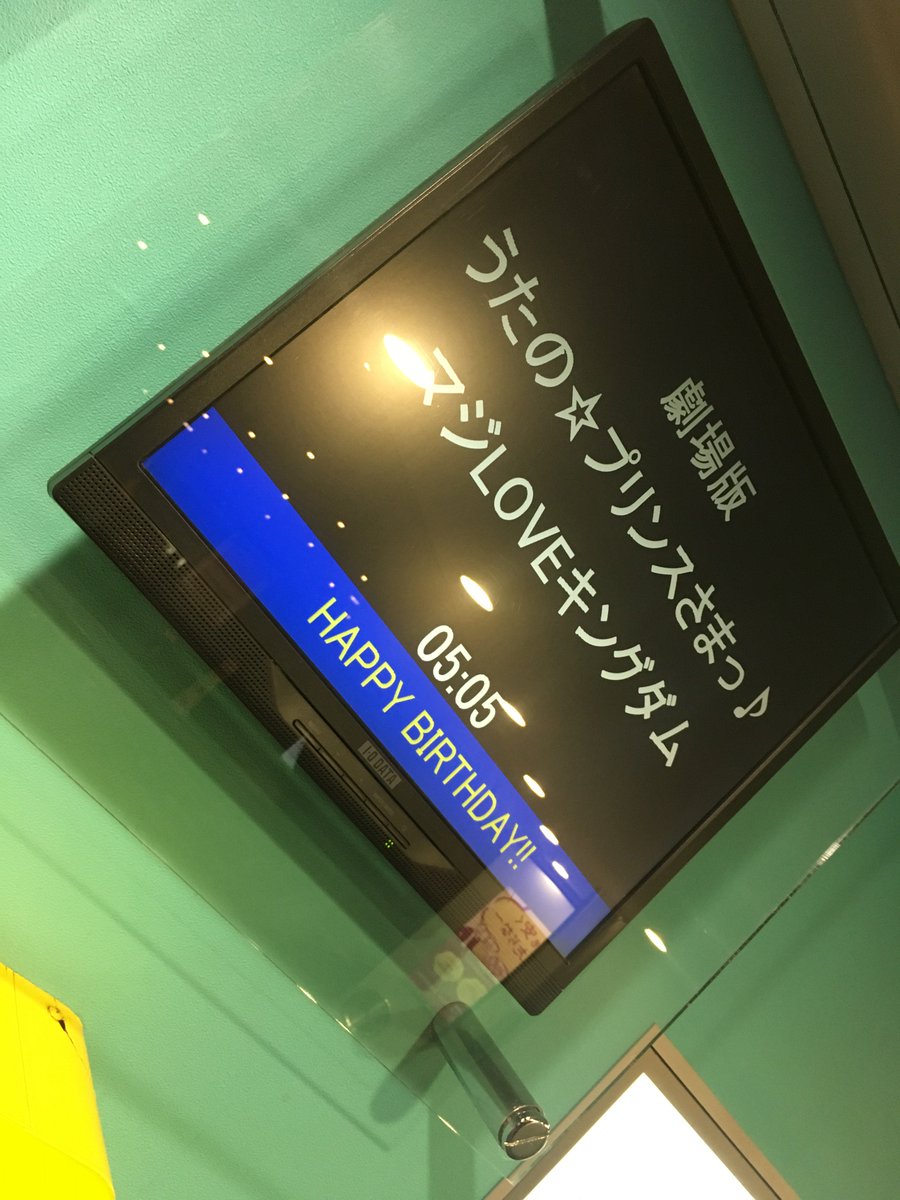 劇場版
うたの☆プリンスさまっ♪
マジLOVEキングダム
05:05
HAPPY BIRTHDAY!!
I-O DATA